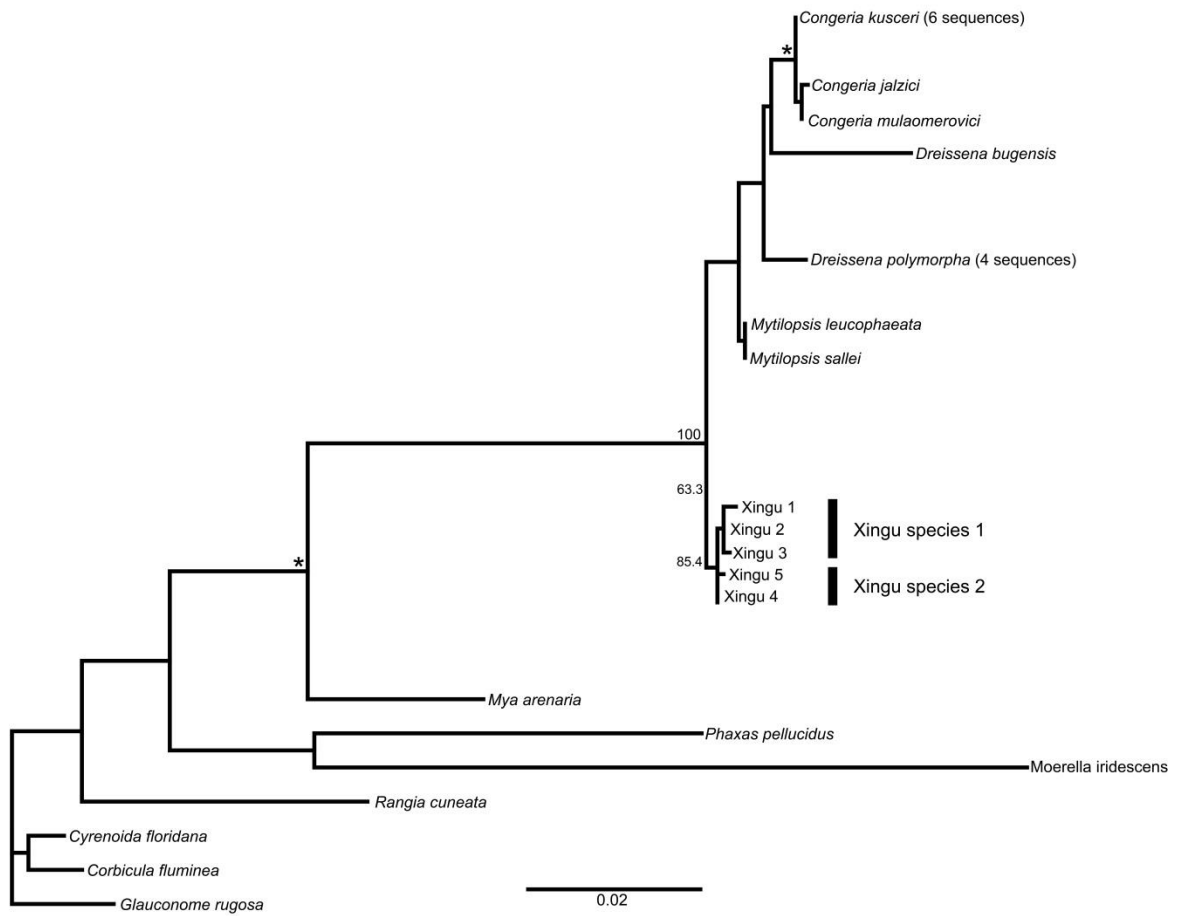 Congeria kusceri (6 sequences)
*
Congeria jalzici
Congeria mulaomerovici
Dreissena bugensis
Dreissena polymorpha (4 sequences)
Mytilopsis leucophaeata
Mytilopsis sallei
100
63.3
Xingu 1
Xingu 2
Xingu 3
Xingu species 1
85.4
Xingu 5
Xingu 4
Xingu species 2
*
Mya arenaria
Phaxas pellucidus
Moerella iridescens
Rangia cuneata
Cyrenoida floridana
Corbicula fluminea
Glauconome rugosa
0.02